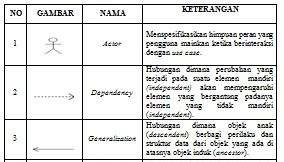 NO GAMBAR NAMA KETERANGAN
1 Actor
Menspesifikasikan himpuan peran yang
pengguna mainkan ketika berinteraksi
dengan use case.
2 Dependency
Hubungan dimana perubahan yang
terjadi pada suatu elemen mandiri
(independent) akan mempengaruhi
elemen yang bergantung padanya
elemen yang tidak mandiri
(independent).
3 Generalization
Hubungan dimana objek anak
(descendent) berbagi perilaku dan
struktur data dari objek yang ada di
atasnya objek induk (ancestor).